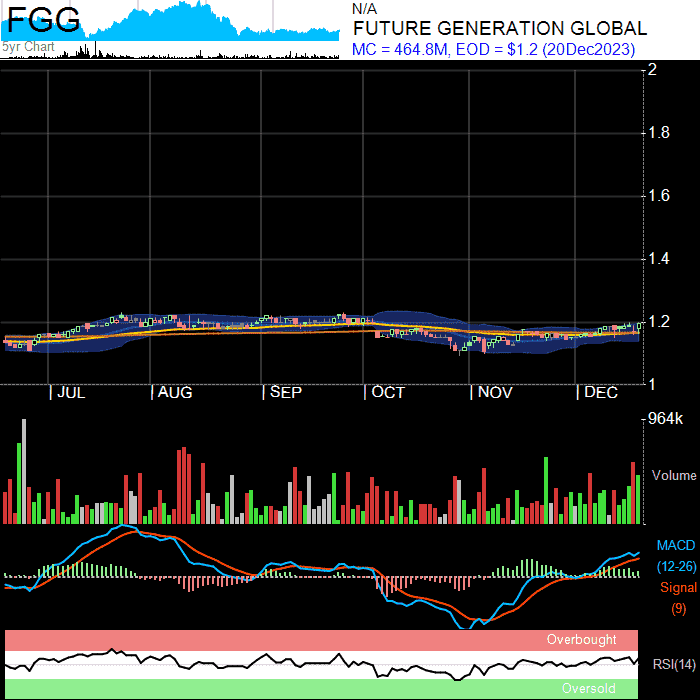 FGG
5yr Chart
N/A
FUTURE GENERATION GLOBAL
MC = 464.8M, EOD = $1.2 (20Dec2023)
2
1.8
1.6
1.4
1.2
1
JUL
AUG
SEP
OCT
NOV
DEC
964k
Volume
MACD
(12-26)
Signal
(9)
Overbought
RSI(14)
Oversold